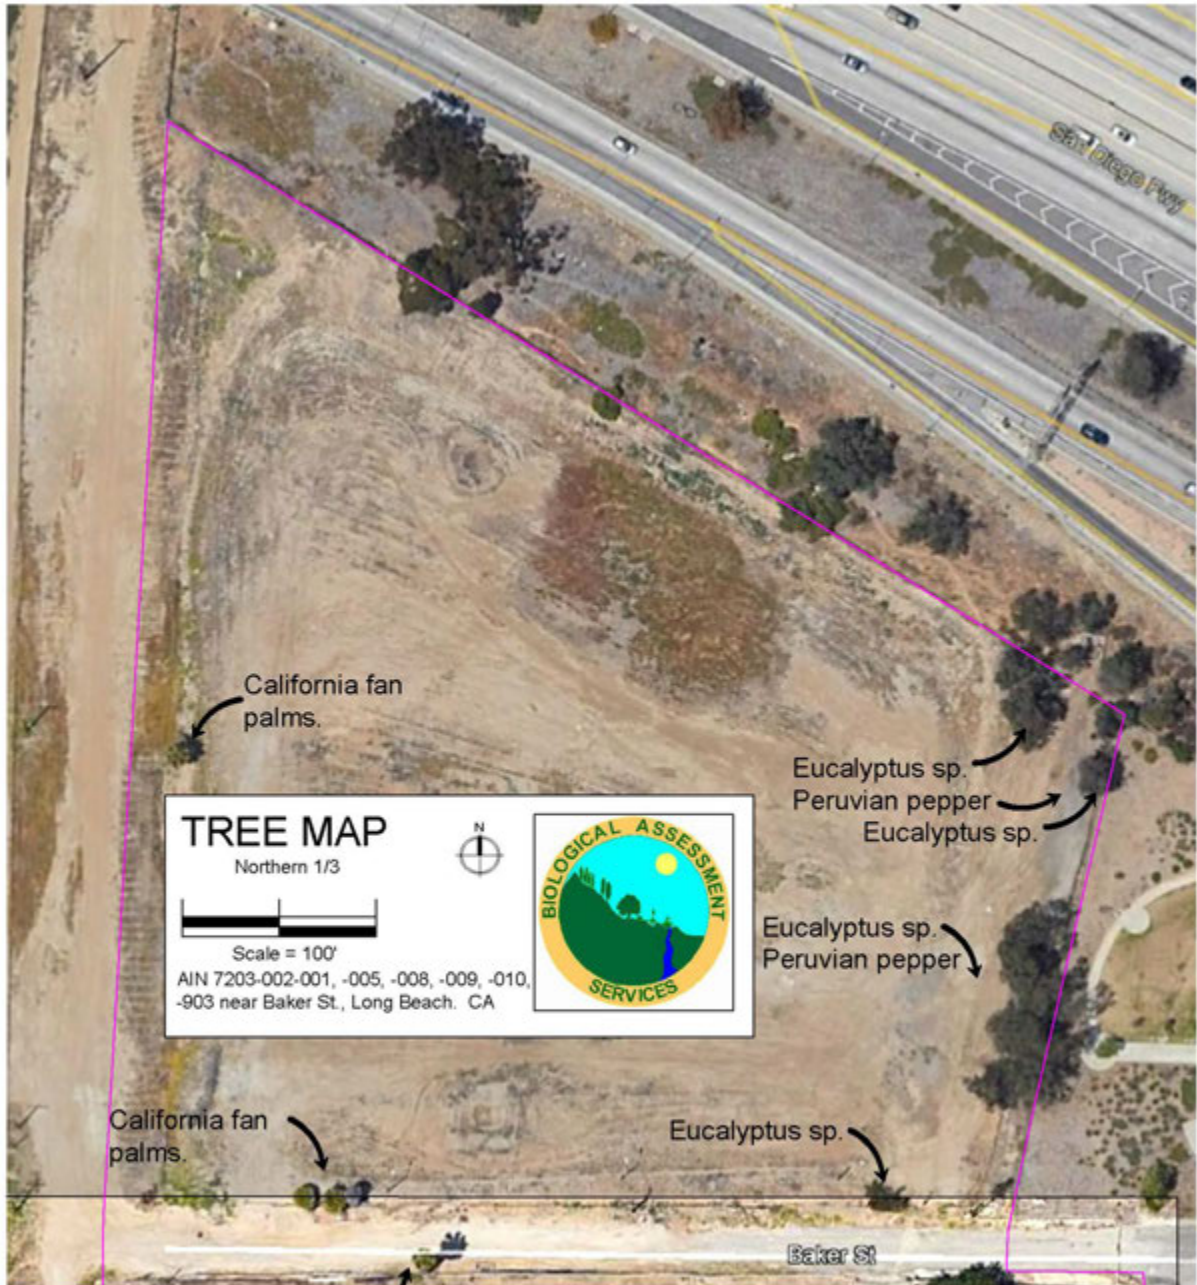 San Diego Fwy
California fan
palms.
Eucalyptus sp.
Peruvian pepper
Eucalyptus sp.
TREE MAP
Northern 1/3
N
Scale = 100'
AIN 7203-002-001, -005, -008, -009, -010,
-903 near Baker St., Long Beach. CA
BIOLOGICAL ASSESSMENT
SERVICES
Eucalyptus sp.
Peruvian pepper
California fan
palms.
Eucalyptus sp.
Baker St